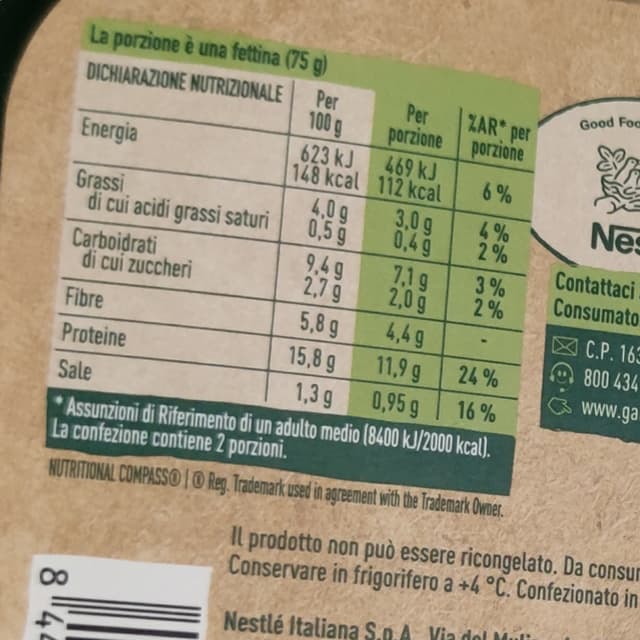 La porzione è una fettina (75 g)
DICHIARAZIONE NUTRIZIONALE Per 100 g Per porzione %AR* per porzione
Energia 623 kJ 469 kJ
148 kcal 112 kcal 6 %
Grassi 4,0 g 3,0 g 4 %
di cui acidi grassi saturi 0,5 g 0,4 g 2 %
Carboidrati 9,4 g 7,1 g 3 %
di cui zuccheri 2,7 g 2,0 g 2 %
Fibre 5,8 g 4,4 g -
Proteine 15,8 g 11,9 g 24 %
Sale 1,3 g 0,95 g 16 %
* Assunzioni di Riferimento di un adulto medio (8400 kJ/2000 kcal).
La confezione contiene 2 porzioni.
NUTRITIONAL COMPASS® | ® Reg. Trademark used in agreement with the Trademark Owner.
Good Foo
Nes
Contattaci
Consumato
C.P. 163
800 434
www.ga
Il prodotto non può essere ricongelato. Da consu
Conservare in frigorifero a +4 °C. Confezionato in
Nestlé Italiana S.p.A. Via del
8